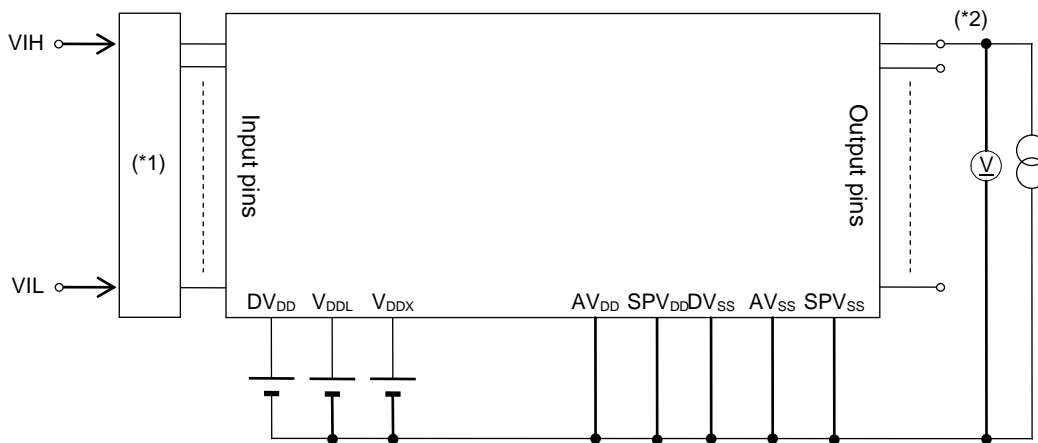 (*2)
VIH
(*1)
Input pins
Output pins
V
VIL
DVDD VDDL VDDX AVDD SPVDD DVSS AVSS SPVSS